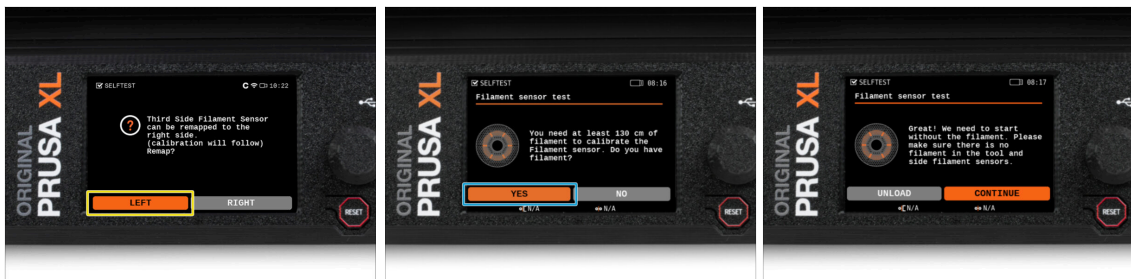 ORIGINAL
PRUSA XL
SELFTEST
10:22
?
Third Side Filament Sensor
can be remapped to the
right side.
(calibration will follow)
Remap?
LEFT
RIGHT
RESET
ORIGINAL
PRUSA XL
SELFTEST
08:16
Filament sensor test
You need at least 130 cm of
filament to calibrate the
Filament sensor. Do you have
filament?
YES
NO
N/A
N/A
RESET
ORIGINAL
PRUSA XL
SELFTEST
08:17
Filament sensor test
Great! We need to start
without the filament. Please
make sure there is no
filament in the tool and
side filament sensors.
UNLOAD
CONTINUE
N/A
N/A
RESET